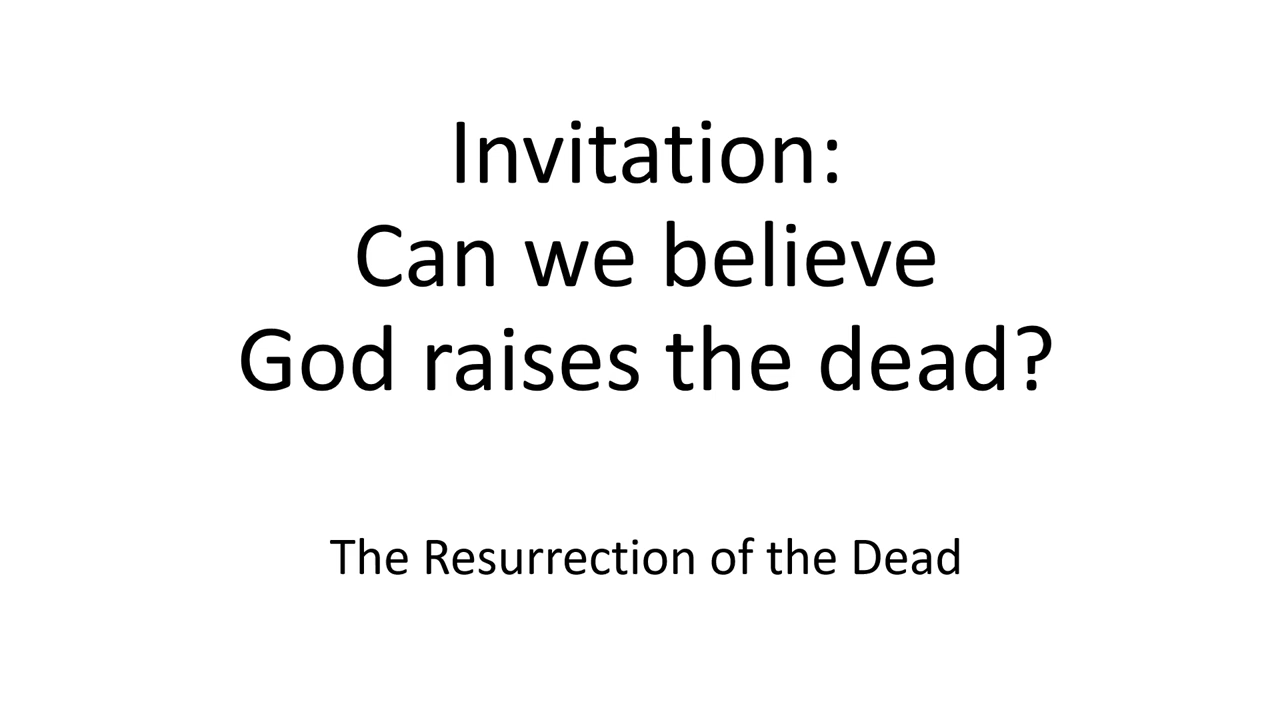 Invitation:
Can we believe
God raises the dead?
The Resurrection of the Dead